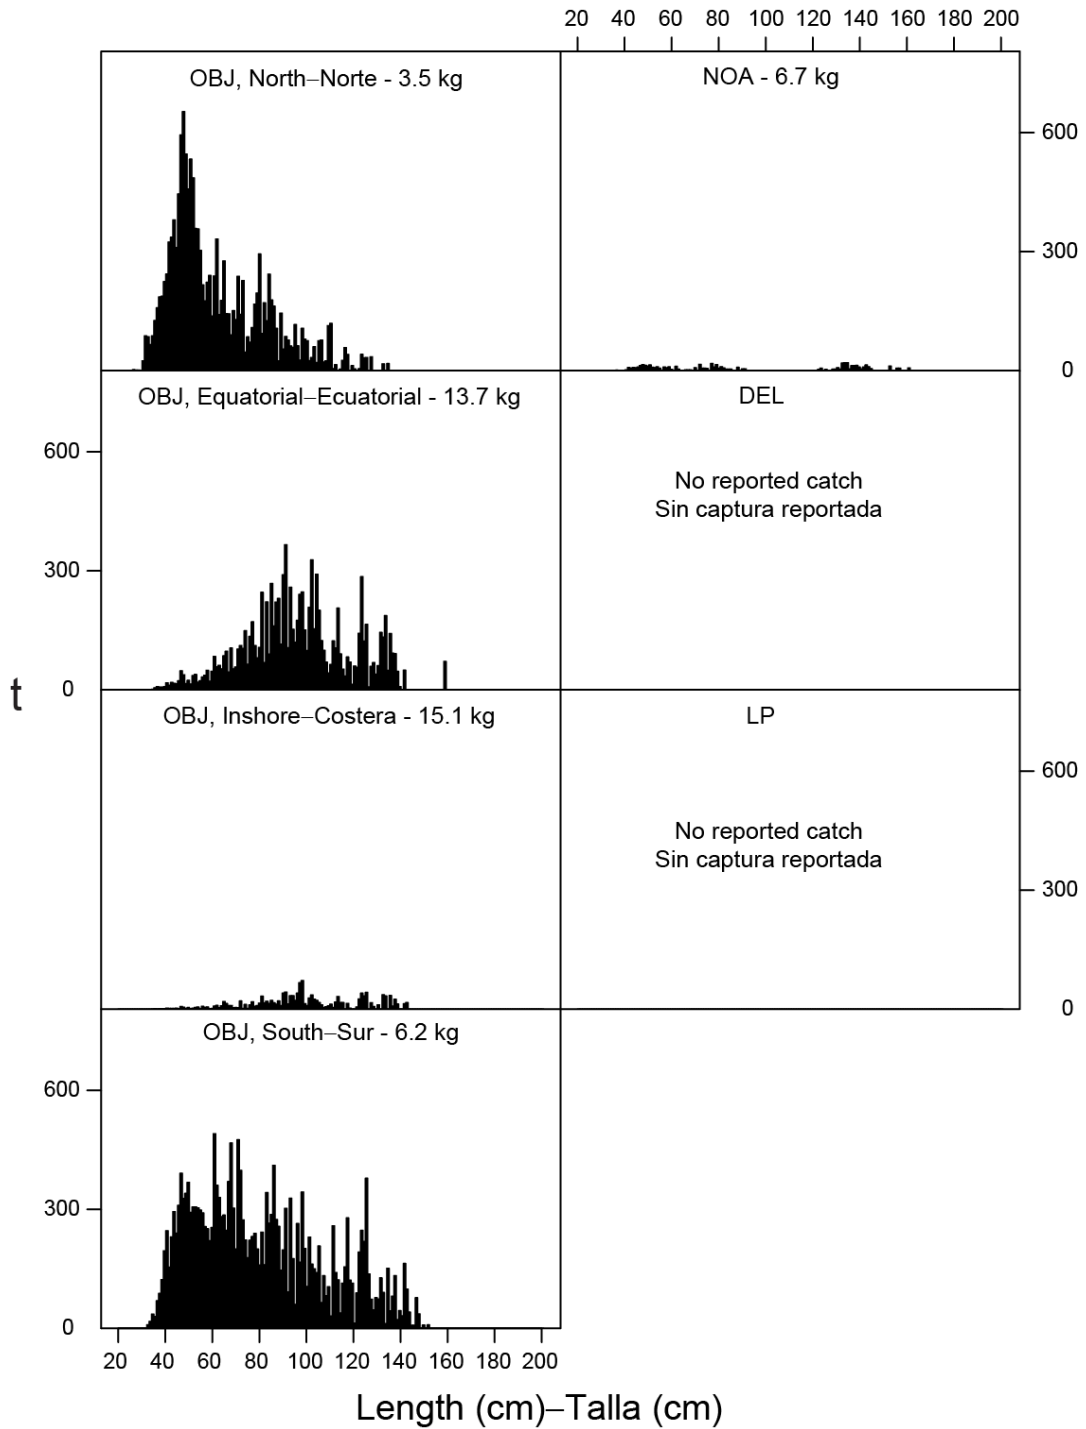 20 40 60 80 100 120 140 160 180 200
OBJ, North–Norte - 3.5 kg
NOA - 6.7 kg
600
300
0
OBJ, Equatorial–Ecuatorial - 13.7 kg
DEL
600
No reported catch
Sin captura reportada
300
0
t
OBJ, Inshore–Costera - 15.1 kg
LP
600
No reported catch
Sin captura reportada
300
0
OBJ, South–Sur - 6.2 kg
600
300
0
20 40 60 80 100 120 140 160 180 200
Length (cm)–Talla (cm)